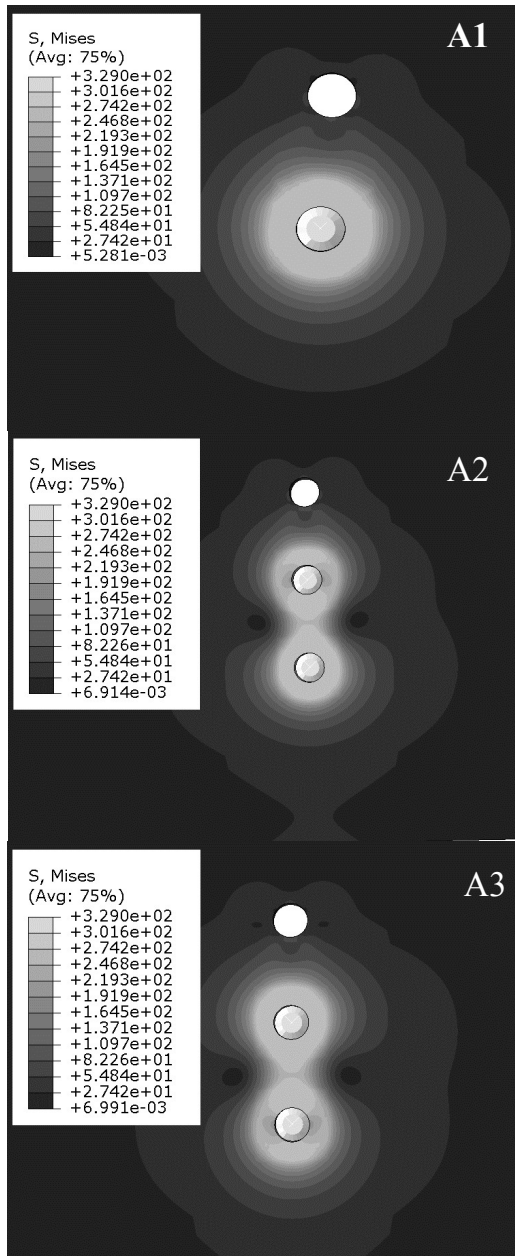 A1
S, Mises
(Avg: 75%)
+3.290e+02
+3.016e+02
+2.742e+02
+2.468e+02
+2.193e+02
+1.919e+02
+1.645e+02
+1.371e+02
+1.097e+02
+8.225e+01
+5.484e+01
+2.742e+01
+5.281e-03
A2
S, Mises
(Avg: 75%)
+3.290e+02
+3.016e+02
+2.742e+02
+2.468e+02
+2.193e+02
+1.919e+02
+1.645e+02
+1.371e+02
+1.097e+02
+8.226e+01
+5.484e+01
+2.742e+01
+6.914e-03
A3
S, Mises
(Avg: 75%)
+3.290e+02
+3.016e+02
+2.742e+02
+2.468e+02
+2.193e+02
+1.919e+02
+1.645e+02
+1.371e+02
+1.097e+02
+8.226e+01
+5.484e+01
+2.742e+01
+6.991e-03